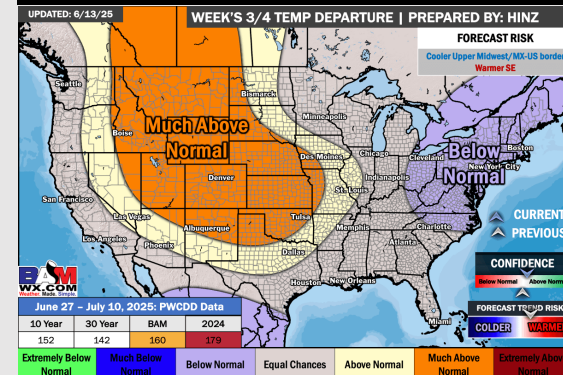 UPDATED: 6/13/25
WEEK'S 3/4 TEMP DEPARTURE | PREPARED BY: HINZ
FORECAST RISK
Cooler Upper Midwest/MX-US border
Warmer SE
Seattle
Bismarck
Minneapolis
Boise
Much Above
Normal
Des Moines
Chicago
Cleveland
Boston
Below
Normal
New York City
Indianapolis
Denver
St. Louis
San Francisco
Las Vegas
Tulsa
Memphis
Charlotte
CURRENT
PREVIOUS
Los Angeles
Albuquerque
Atlanta
Phoenix
Dallas
Houston
New Orleans
CONFIDENCE
Below Normal
Above Norm
BAM
WX.COM
Weather. Made. Simple.
June 27 – July 10, 2025: PWCDD Data
10 Year 30 Year BAM 2024
152 142 160 179
Miami
FORECAST TREND RISK
COLDER WARME
Extremely Below Normal
Much Below Normal
Below Normal
Equal Chances
Above Normal
Much Above Normal
Extremely Above Normal